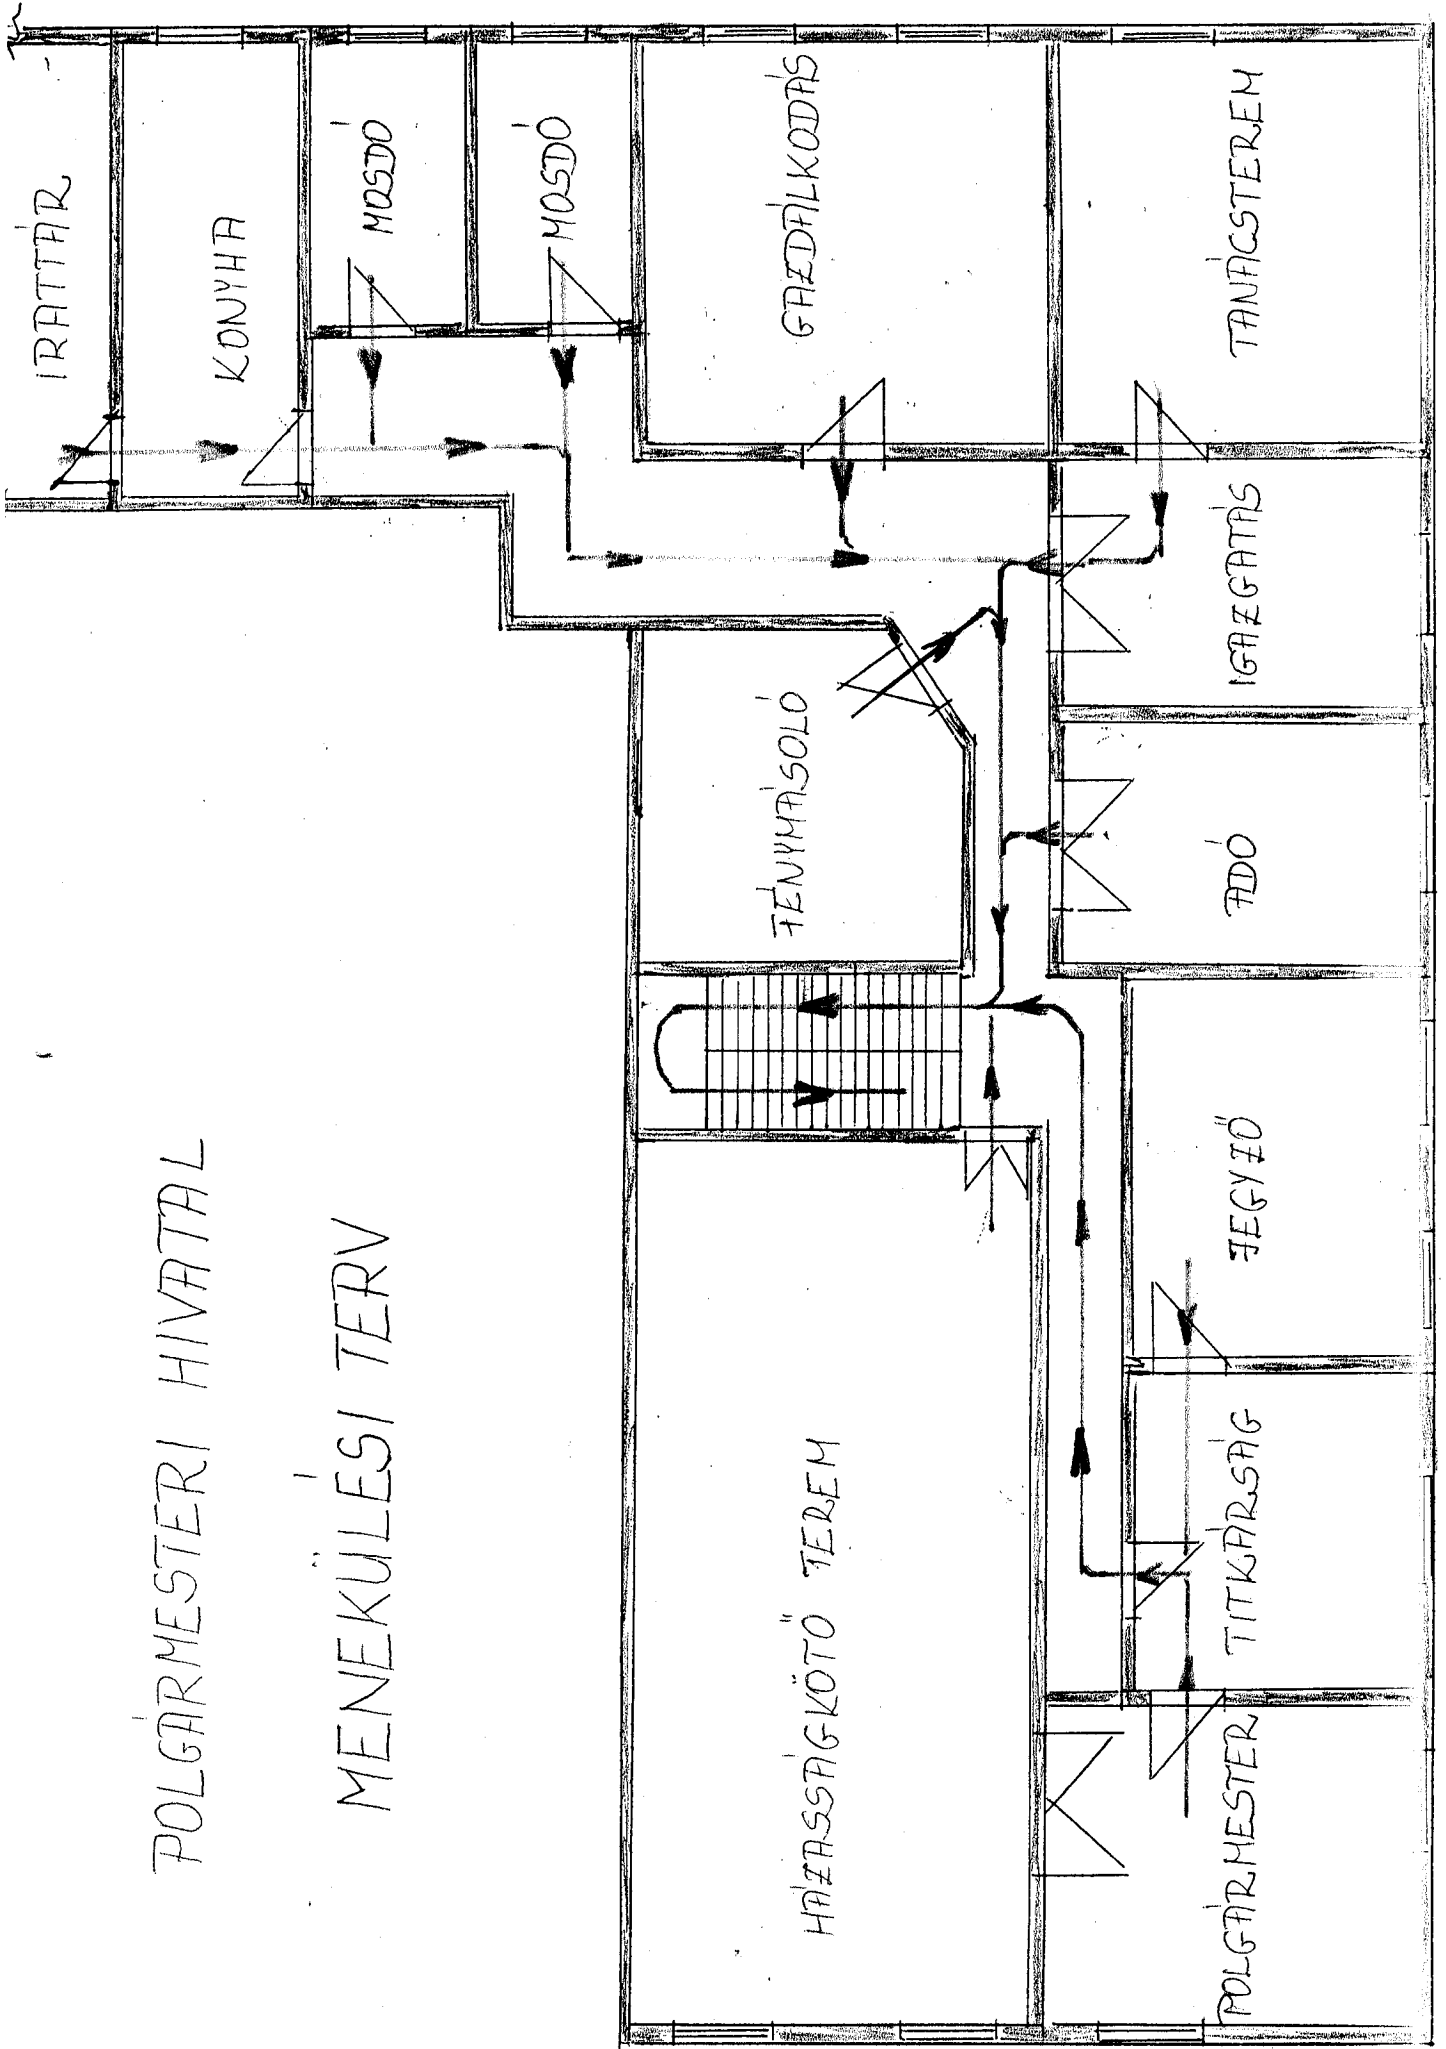 POLGÁRMESTERI HIVATAL
MENEKÜLÉSI TERV
IRATTÁR
KONYHA
MOSDÓ
MOSDÓ
GAZDÁLKODÁS
TANÁCSTEREM
IGAZGATÁS
FÉNYMÁSOLÓ
ADÓ
JEGYZŐ
HÁZASSÁGKÖTŐ TEREM
TITKÁRSÁG
POLGÁRMESTER